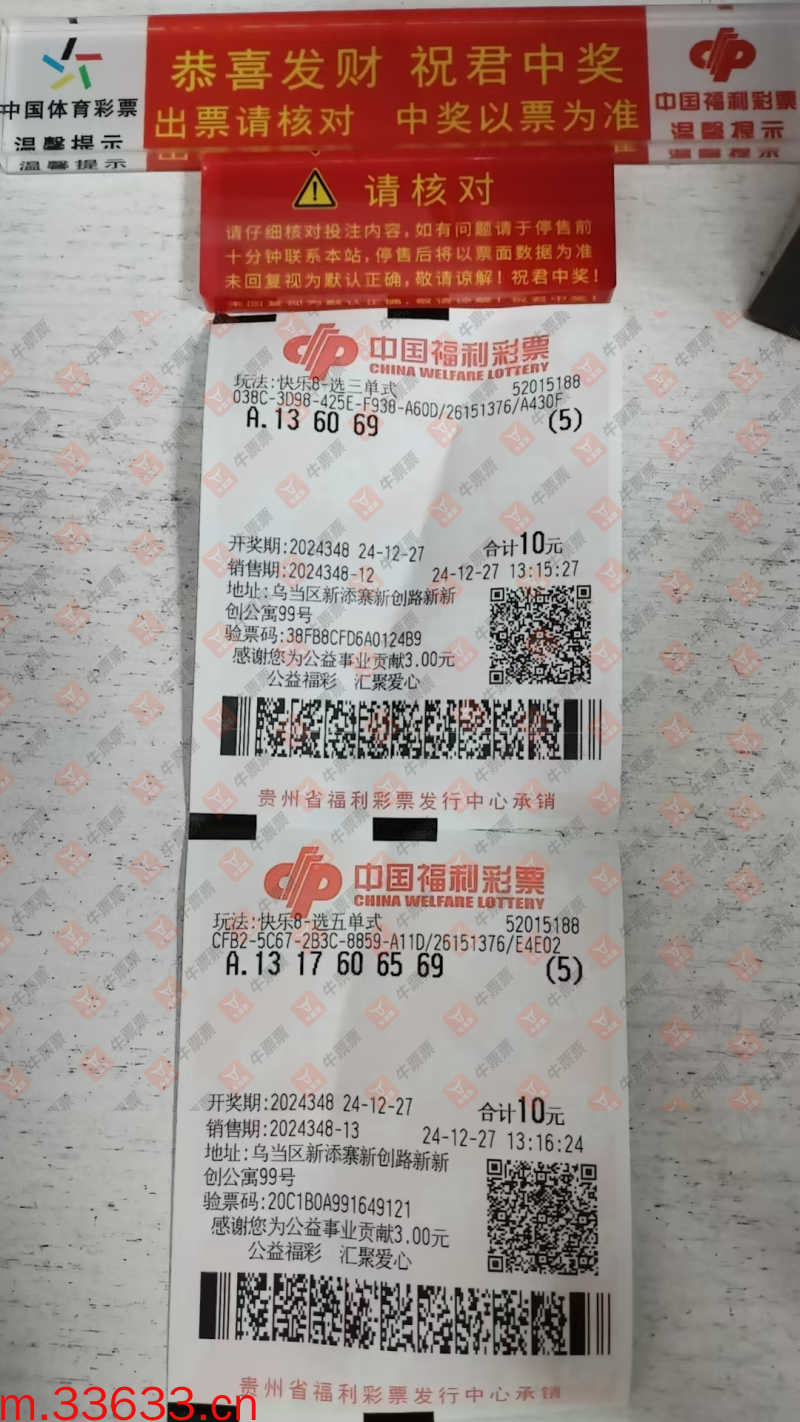 恭喜发财 祝君中奖
出票请核对 中奖以票为准
中国体育彩票
温馨提示
中国福利彩票
温馨提示
请核对
请仔细核对投注内容,如有问题请于停售前
十分钟联系本站,停售后将以票面数据为准
未回复视为默认正确,敬请谅解!祝君中奖!
中国福利彩票
CHINA WELFARE LOTTERY
玩法:快乐8-选三单式 52015188
038C-3D98-425E-F938-A60D/26151376/A430F
A.13 60 69 (5)
开奖期:2024348 24-12-27 合计10元
销售期:2024348-12 24-12-27 13:15:27
地址:乌当区新添寨新创路新新
创公寓99号
验票码:38FB8CFD6A0124B9
感谢您为公益事业贡献3.00元
公益福彩 汇聚爱心
贵州省福利彩票发行中心承销
中国福利彩票
CHINA WELFARE LOTTERY
玩法:快乐8-选五单式 52015188
CFB2-5C67-2B3C-8859-A11D/26151376/E4E02
A.13 17 60 65 69 (5)
开奖期:2024348 24-12-27 合计10元
销售期:2024348-13 24-12-27 13:16:24
地址:乌当区新添寨新创路新新
创公寓99号
验票码:20C1B0A991649121
感谢您为公益事业贡献3.00元
公益福彩 汇聚爱心
贵州省福利彩票发行中心承销
牛票票
m.33633.cn